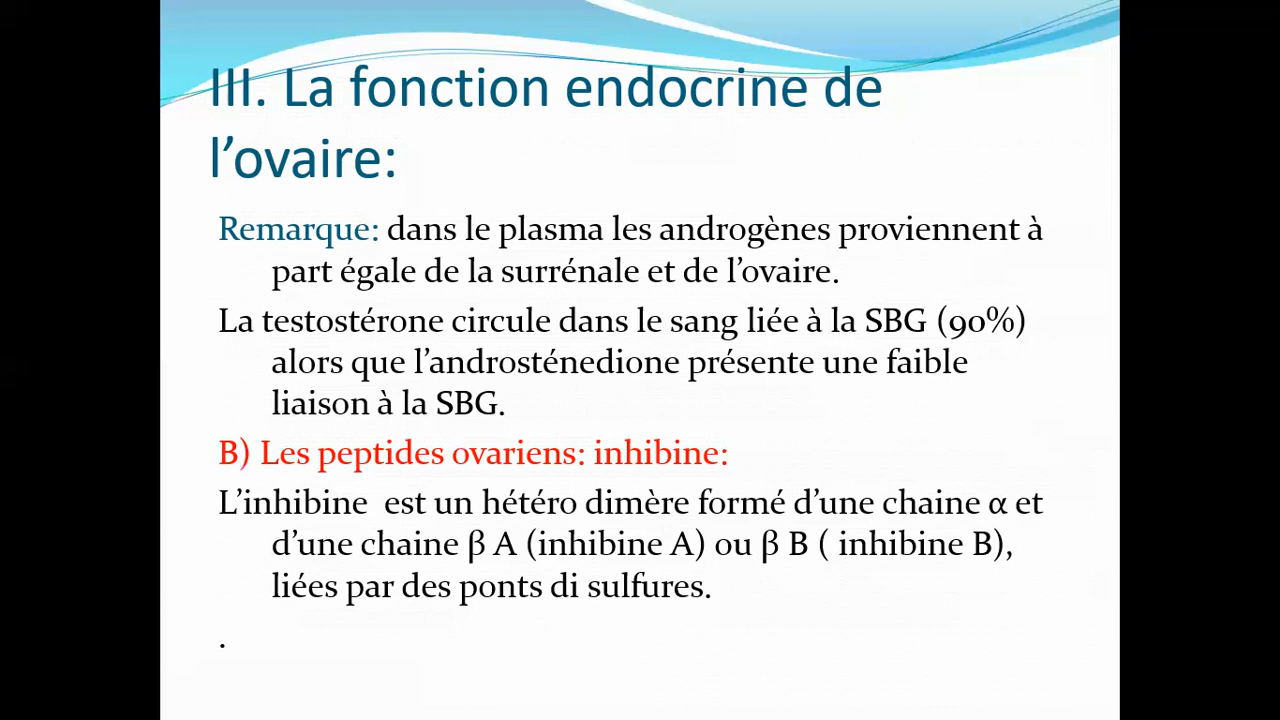 III. La fonction endocrine de
l’ovaire:
Remarque: dans le plasma les androgènes proviennent à
part égale de la surrénale et de l’ovaire.
La testostérone circule dans le sang liée à la SBG (90%)
alors que l’androsténedione présente une faible
liaison à la SBG.
B) Les peptides ovariens: inhibine:
L’inhibine  est un hétéro dimère formé d’une chaine α et
d’une chaine β A (inhibine A) ou β B ( inhibine B),
liées par des ponts di sulfures.
.